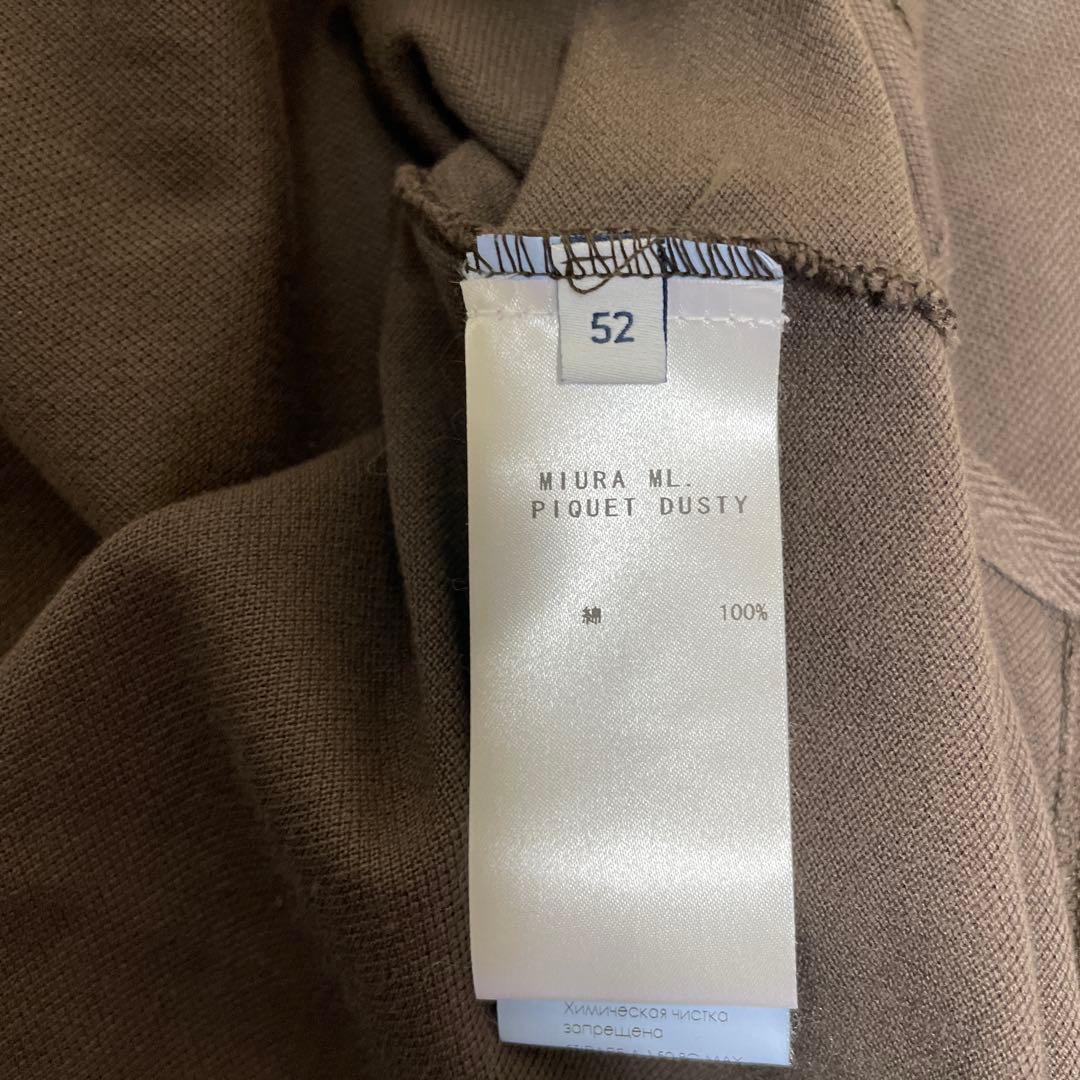 52
MIURA ML.
PIQUET DUSTY
綿 100%
Химическая чистка
запрещена